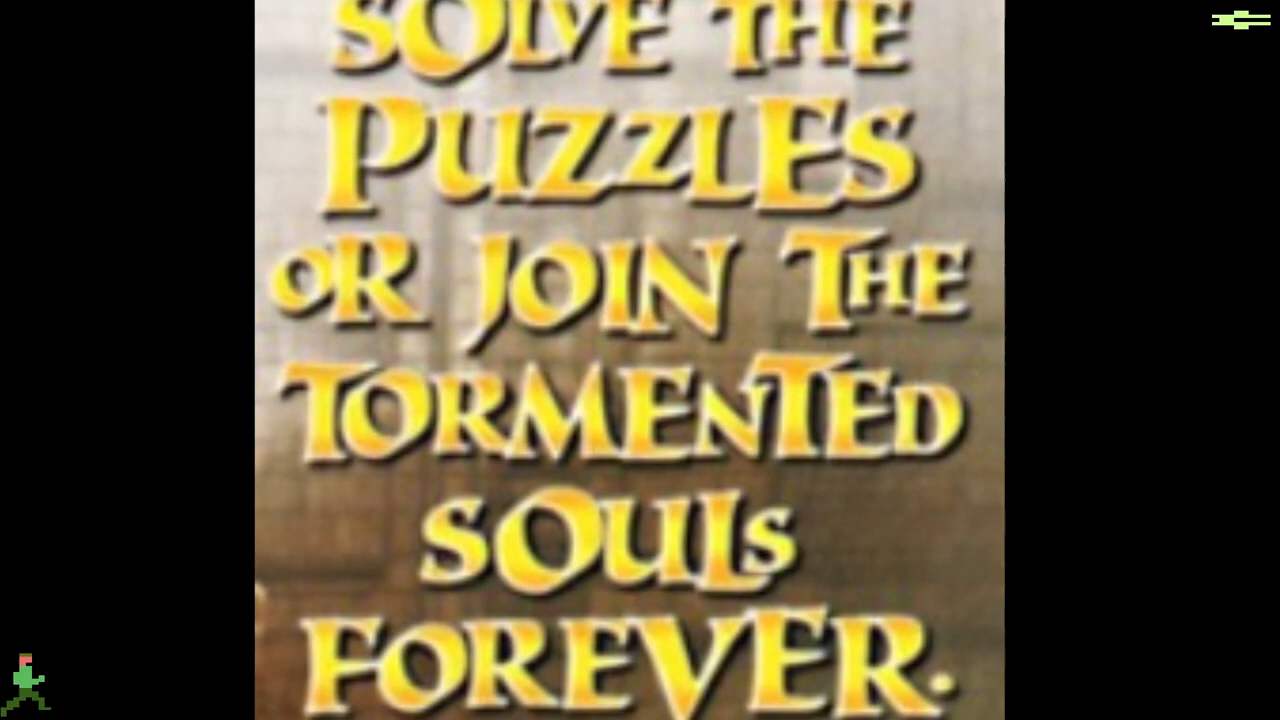 SOLVE THE
PUZZLES
OR JOIN THE
TORMENTED
SOULS
FOREVER.